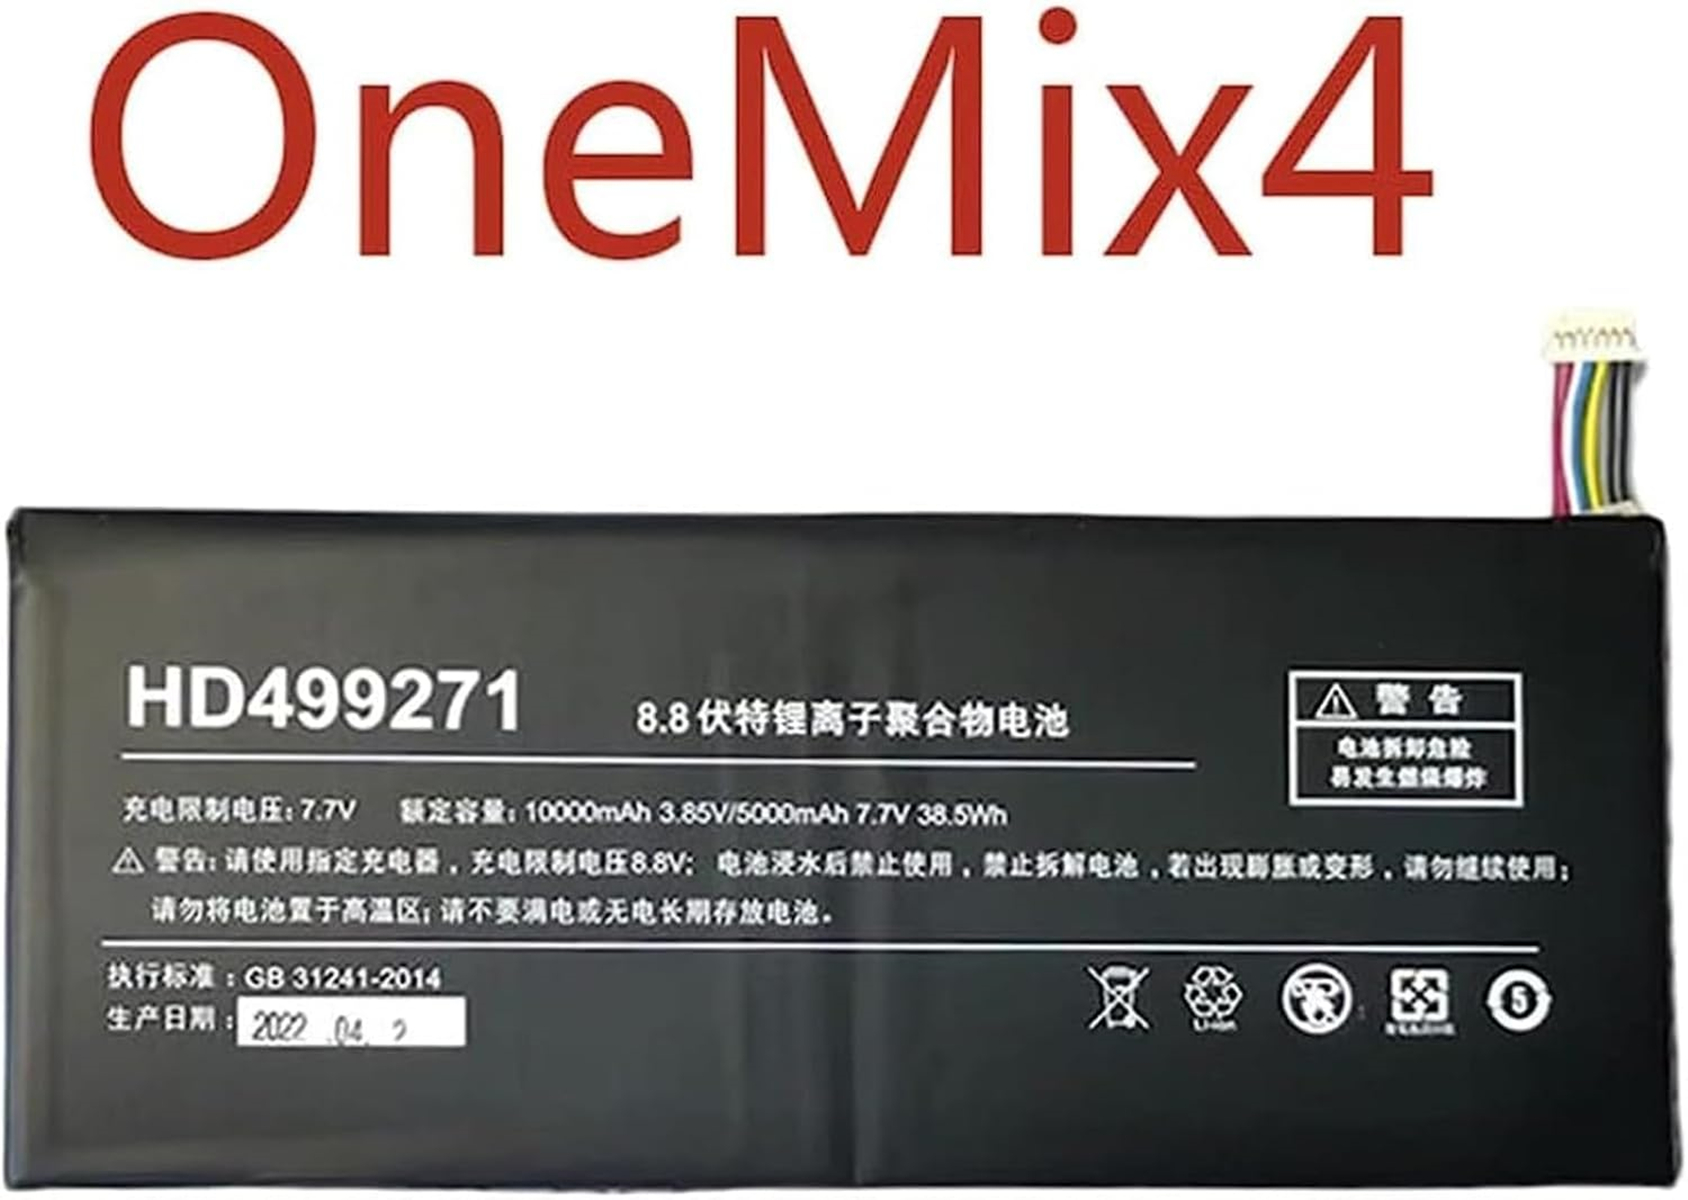 OneMix4
HD499271
8.8伏特锂离子聚合物电池
⚠ 警告
电池拆卸危险
易发生燃烧爆炸
充电限制电压: 7.7V 额定容量: 10000mAh 3.85V/5000mAh 7.7V 38.5Wh
⚠ 警告: 请使用指定充电器，充电限制电压8.8V; 电池浸水后禁止使用，禁止拆解电池，若出现膨胀或变形，请勿继续使用;
请勿将电池置于高温区; 请不要满电或无电长期存放电池。
执行标准: GB 31241-2014
生产日期: 2022 .04. 2
Li-ion
5